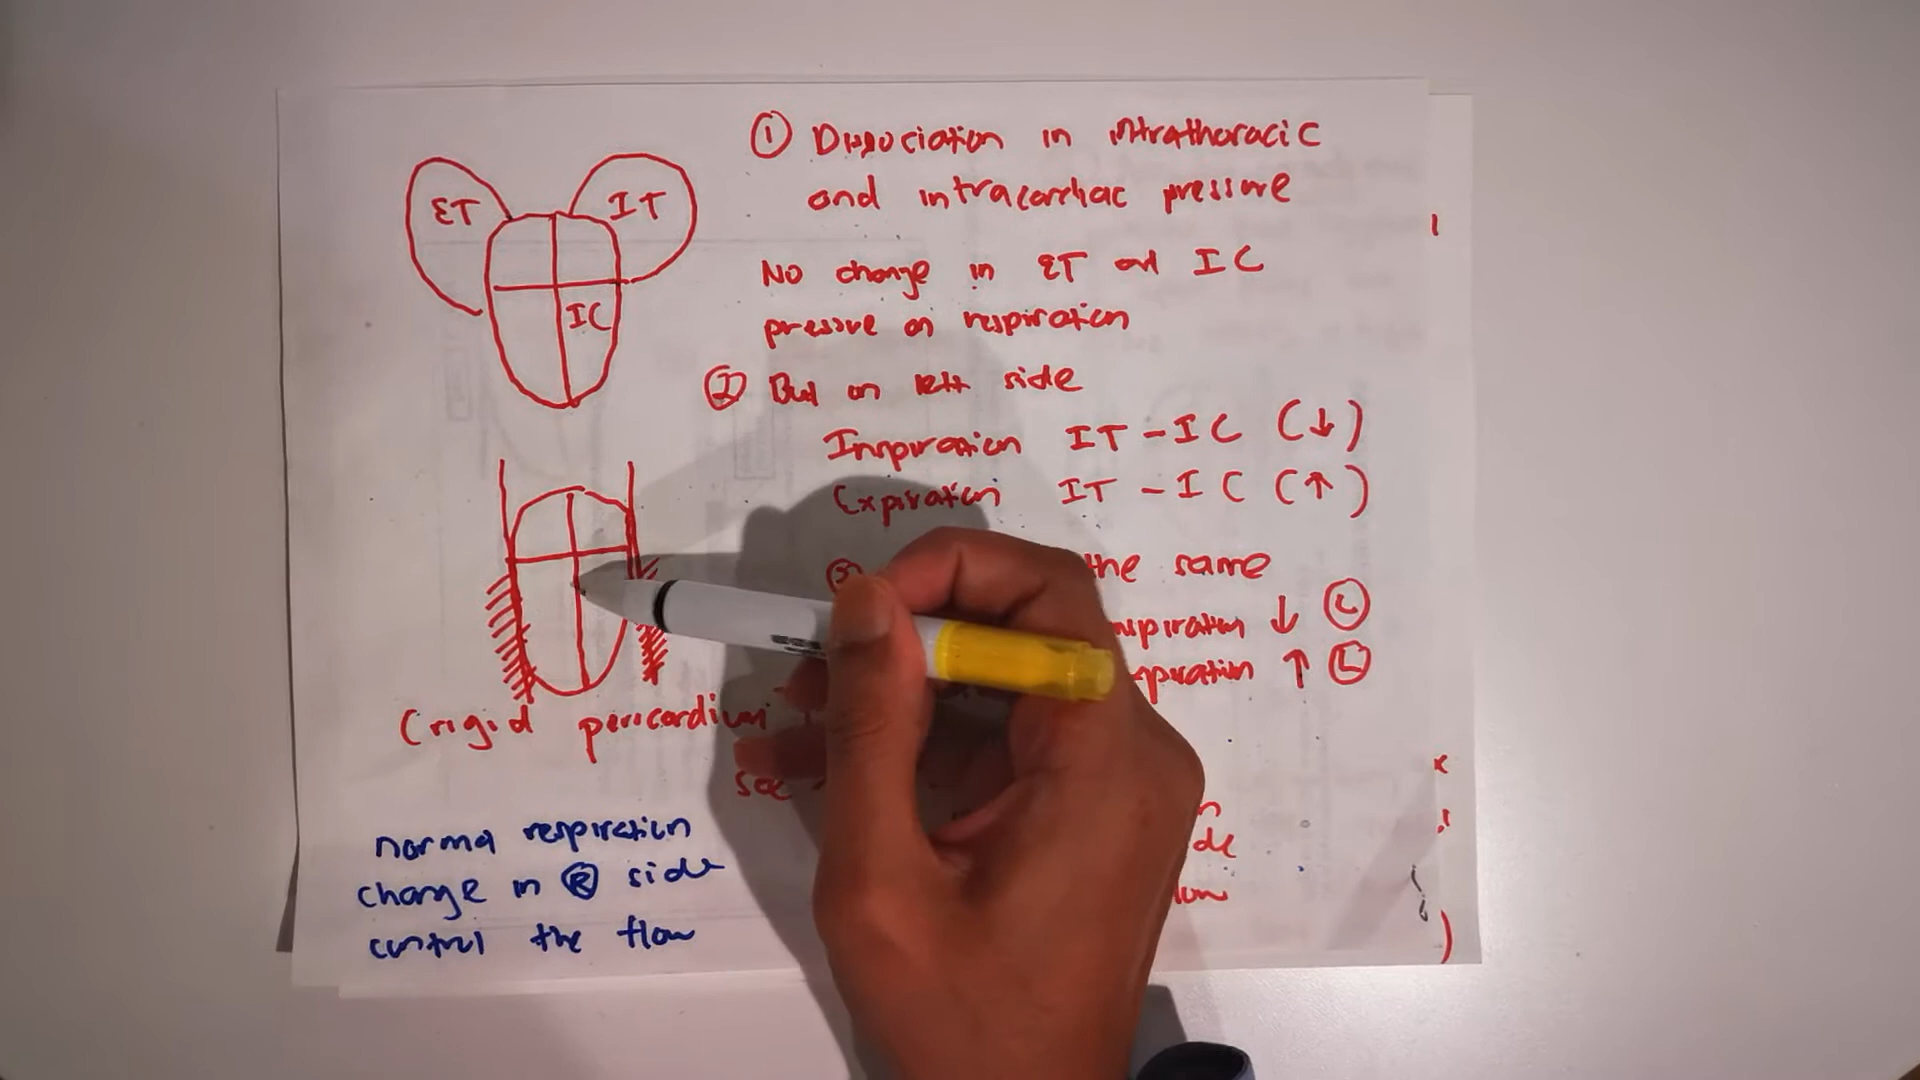 ET
IT
IC
① Dissociation in intrathoracic
and intracardiac pressure
No change in ET and IC
pressure on respiration
② But on left side
Inspiration IT - IC (↓)
Expiration IT - IC (↑)
the same
↓ Ⓛ
↑ Ⓛ
(rigid pericardium
normal respiration
change in Ⓡ side
control the flow